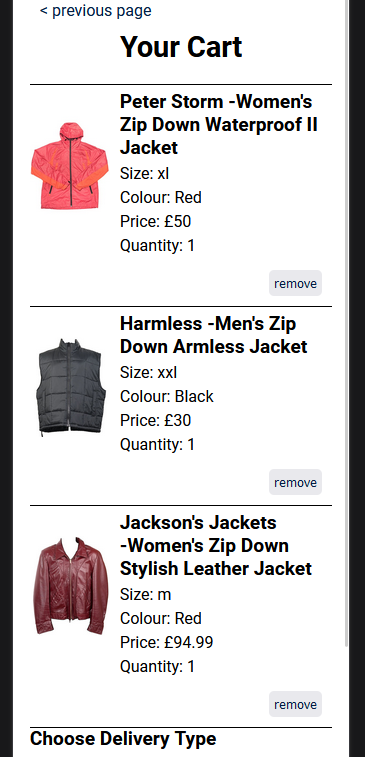 < previous page
Your Cart
Peter Storm -Women's
Zip Down Waterproof II
Jacket
Size: xl
Colour: Red
Price: £50
Quantity: 1
remove
Harmless -Men's Zip
Down Armless Jacket
Size: xxl
Colour: Black
Price: £30
Quantity: 1
remove
Jackson's Jackets
-Women's Zip Down
Stylish Leather Jacket
Size: m
Colour: Red
Price: £94.99
Quantity: 1
remove
Choose Delivery Type